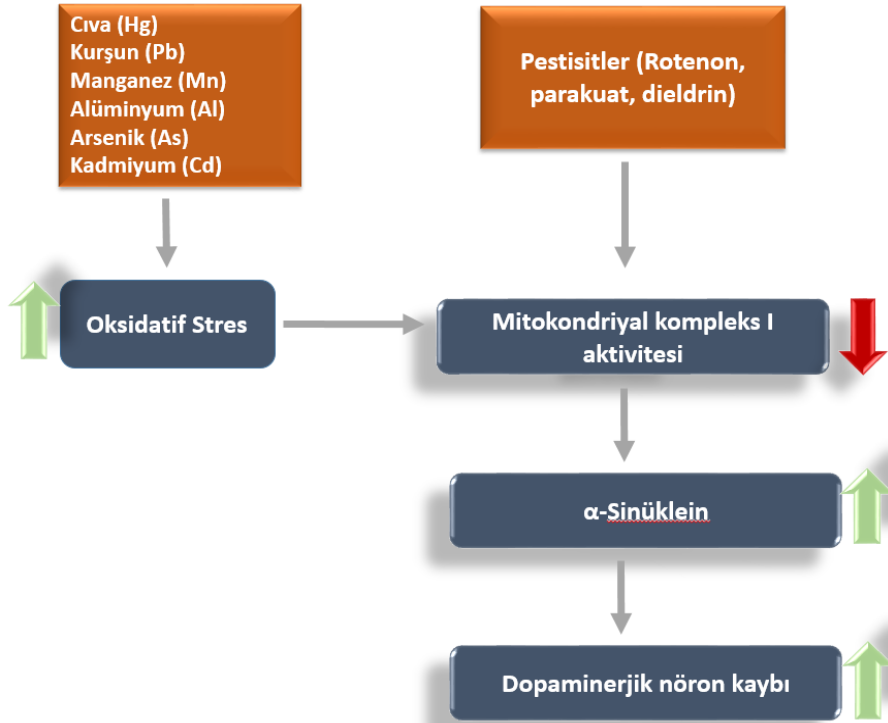 Cıva (Hg)
Kurşun (Pb)
Manganez (Mn)
Alüminyum (Al)
Arsenik (As)
Kadmiyum (Cd)
Pestisitler (Rotenon,
parakuat, dieldrin)
Oksidatif Stres
Mitokondriyal kompleks I
aktivitesi
α-Sinüklein
Dopaminerjik nöron kaybı